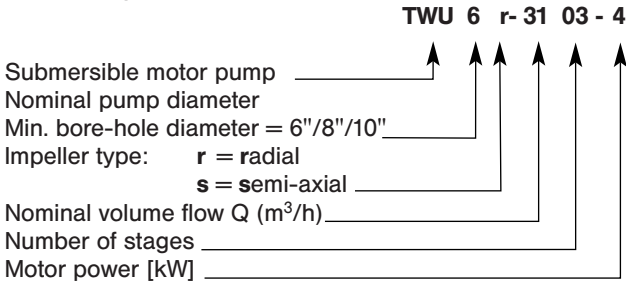 TWU 6 r- 31 03 - 4
Submersible motor pump
Nominal pump diameter
Min. bore-hole diameter = 6"/8"/10"
Impeller type: r = radial
s = semi-axial
Nominal volume flow Q (m³/h)
Number of stages
Motor power [kW]